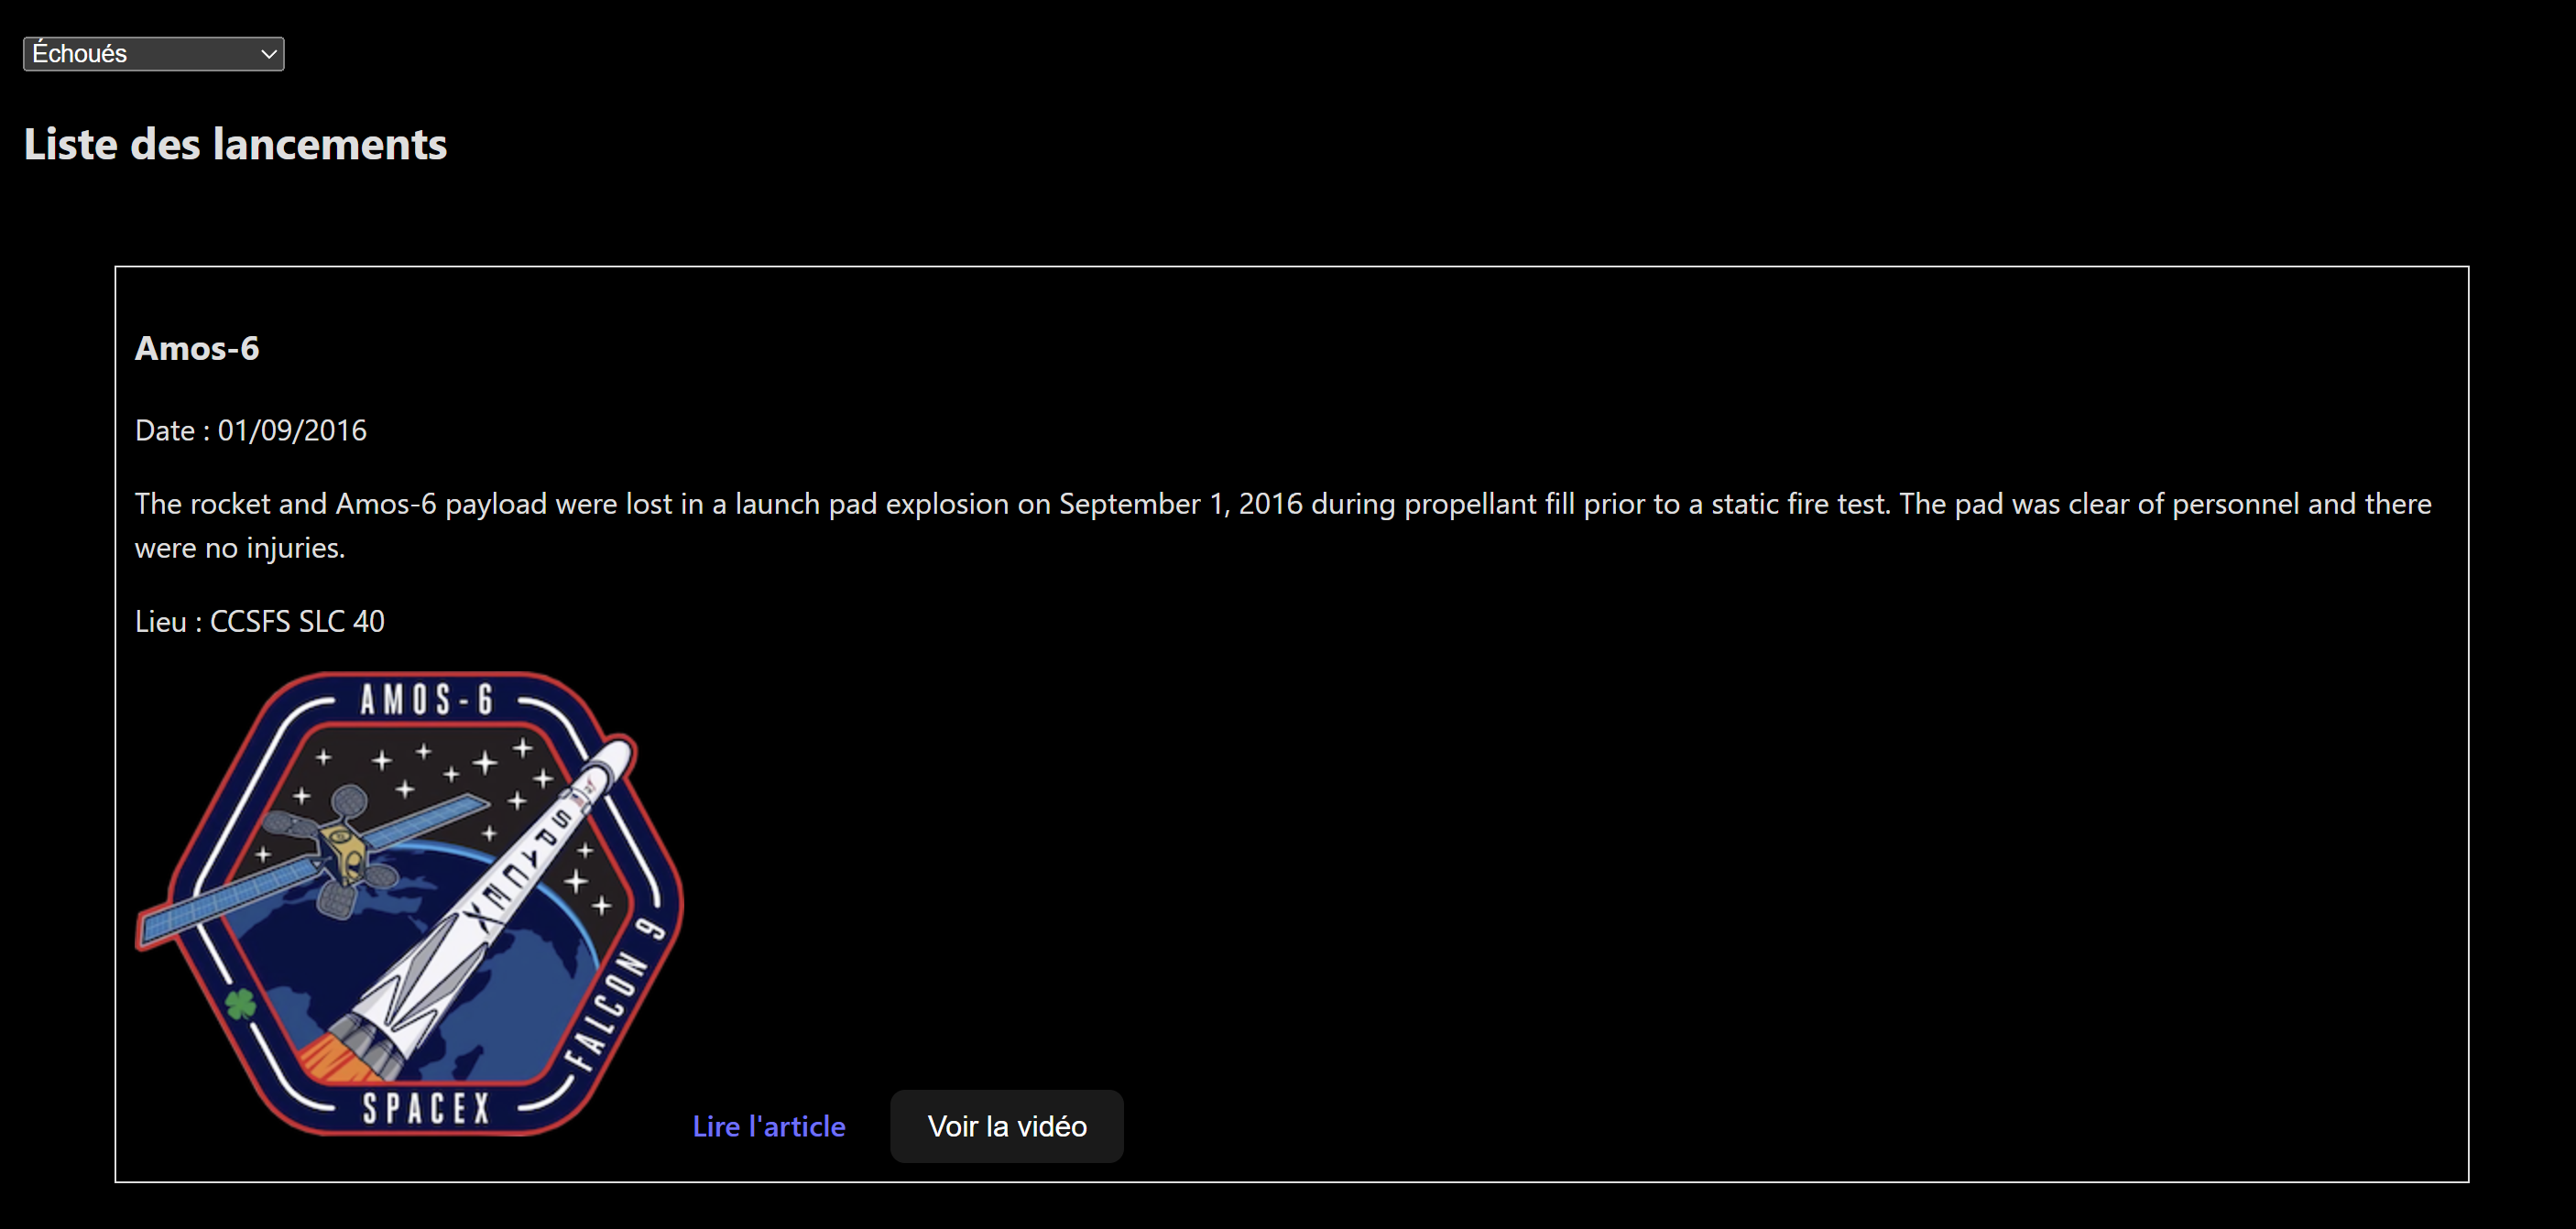 Échoués
Liste des lancements
Amos-6
Date : 01/09/2016
The rocket and Amos-6 payload were lost in a launch pad explosion on September 1, 2016 during propellant fill prior to a static fire test. The pad was clear of personnel and there
were no injuries.
Lieu : CCSFS SLC 40
AMOS-6
SPACEX
FALCON 9
SPACEX
Lire l'article
Voir la vidéo